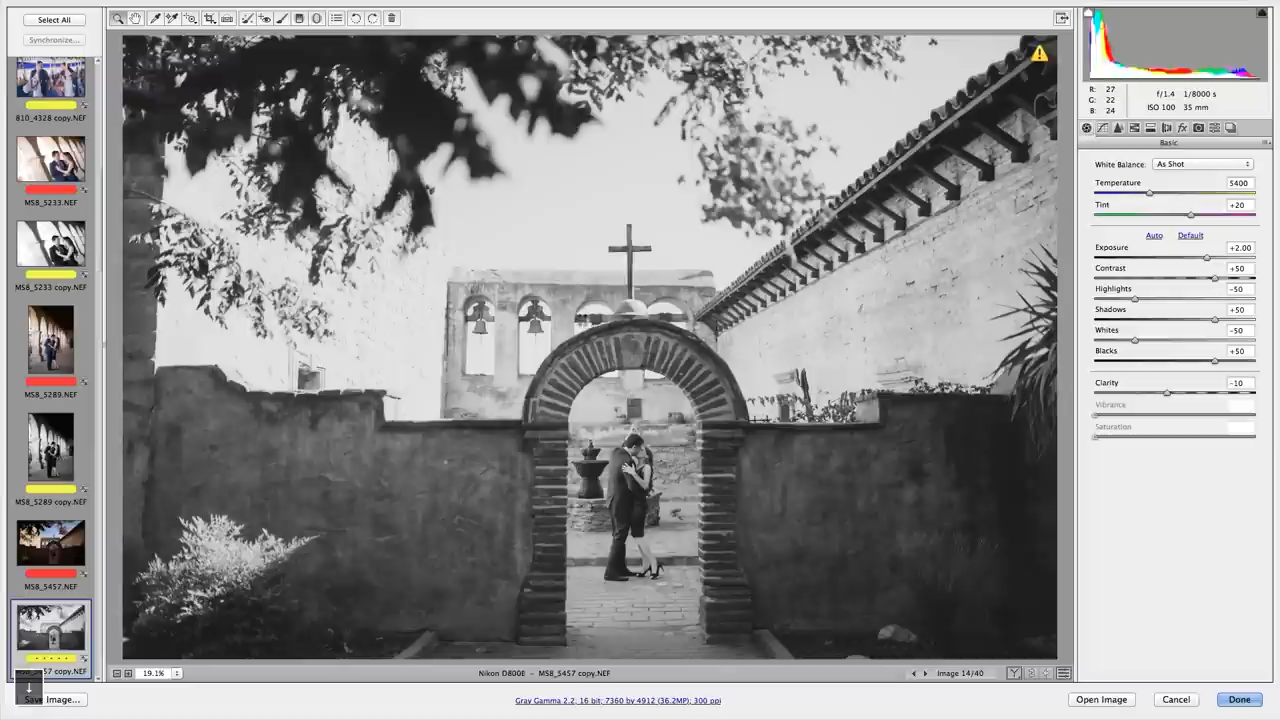 Select All
Synchronize...
810_4328 copy.NEF
MS8_5233.NEF
MS8_5233 copy.NEF
MS8_5289.NEF
MS8_5289 copy.NEF
MS8_5457.NEF
5457 copy.NEF
Save Image...
19.1%
Nikon D800E - MS8_5457 copy.NEF
Image 14/40
Gray Gamma 2.2; 16 bit; 7360 by 4912 (36.2MP); 300 ppi
Open Image
Cancel
Done
R: 27
G: 22
B: 24
f/1.4 1/8000 s
ISO 100 35 mm
fx
Basic
White Balance: As Shot
Temperature 5400
Tint +20
Auto Default
Exposure +2.00
Contrast +50
Highlights -50
Shadows +50
Whites -50
Blacks +50
Clarity -10
Vibrance
Saturation